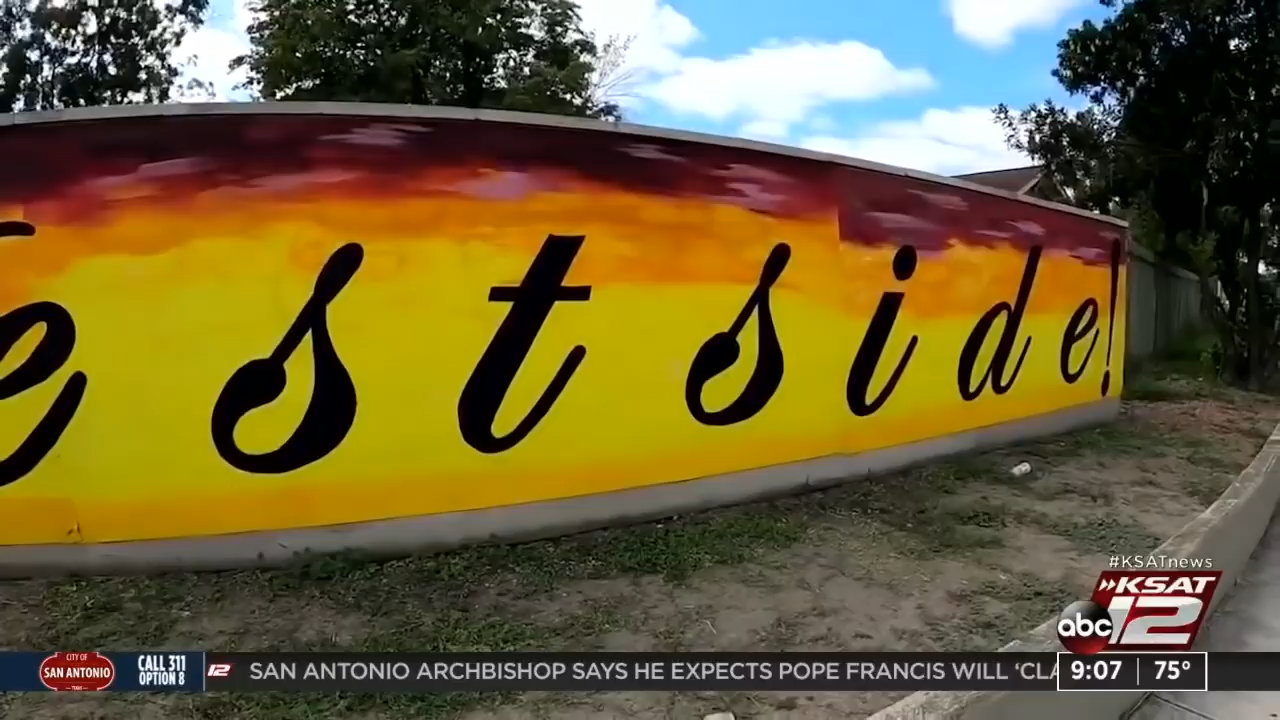 estside!
#KSATnews
KSAT
abc 12
CITY OF
SAN ANTONIO
TEXAS
CALL 311
OPTION 8
12 SAN ANTONIO ARCHBISHOP SAYS HE EXPECTS POPE FRANCIS WILL ‘CLA
9:07 75°